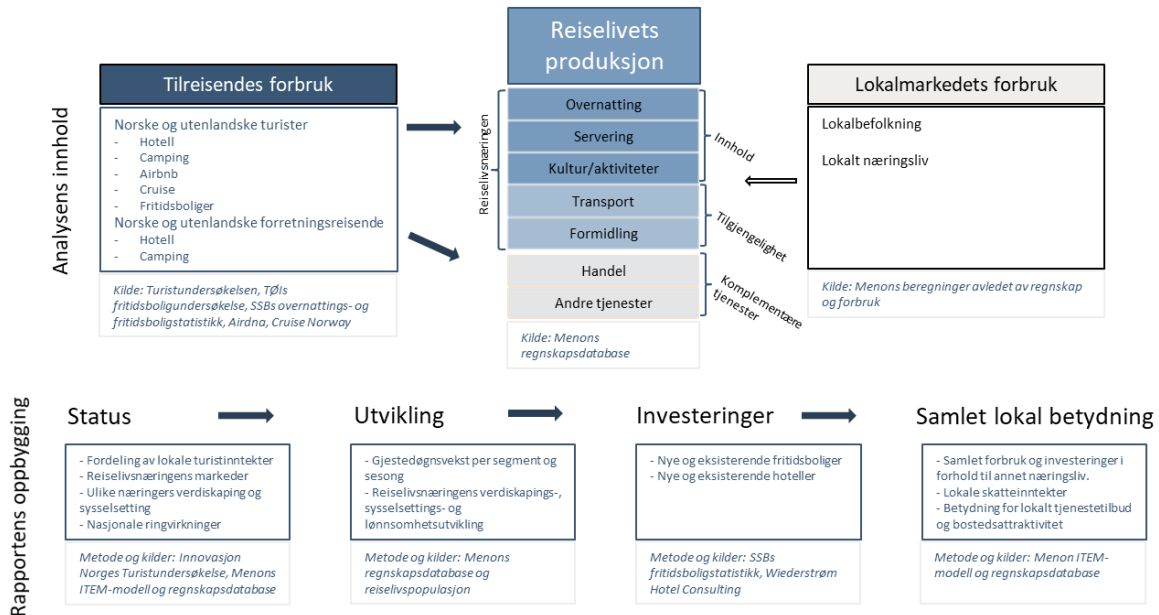 Analysens innhold
Tilreisendes forbruk
Norske og utenlandske turister
- Hotell
- Camping
- Airbnb
- Cruise
- Fritidsboliger
Norske og utenlandske forretningsreisende
- Hotell
- Camping
Kilde: Turistundersøkelsen, TØIs
fritidsboligundersøkelse, SSBs overnattings- og
fritidsboligstatistikk, Airdna, Cruise Norway
Reiselivets
produksjon
Reiselivsnæringen
Overnatting
Servering
Kultur/aktiviteter
Transport
Formidling
Handel
Andre tjenester
Innhold
Tilgjengelighet
Komplementære
tjenester
Kilde: Menons
regnskapsdatabase
Lokalmarkedets forbruk
Lokalbefolkning
Lokalt næringsliv
Kilde: Menons beregninger avledet av regnskap
og forbruk
Rapportens oppbygging
Status
- Fordeling av lokale turistinntekter
- Reiselivsnæringens markeder
- Ulike næringers verdiskaping og
sysselsetting
- Nasjonale ringvirkninger
Metode og kilder: Innovasjon
Norges Turistundersøkelse, Menons
ITEM-modell og regnskapsdatabase
Utvikling
- Gjestedøgnsvekst per segment og
sesong
- Reiselivsnæringens verdiskapings-,
sysselsettings- og
lønnsomhetsutvikling
Metode og kilder: Menons
regnskapsdatabase og
reiselivspopulasjon
Investeringer
- Nye og eksisterende fritidsboliger
- Nye og eksisterende hoteller
Metode og kilder: SSBs
fritidsboligstatistikk, Wiederstrøm
Hotel Consulting
Samlet lokal betydning
- Samlet forbruk og investeringer i
forhold til annet næringsliv.
- Lokale skatteinntekter
- Betydning for lokalt tjenestetilbud
og bostedsattraktivitet
Metode og kilder: Menon ITEM-
modell og regnskapsdatabase